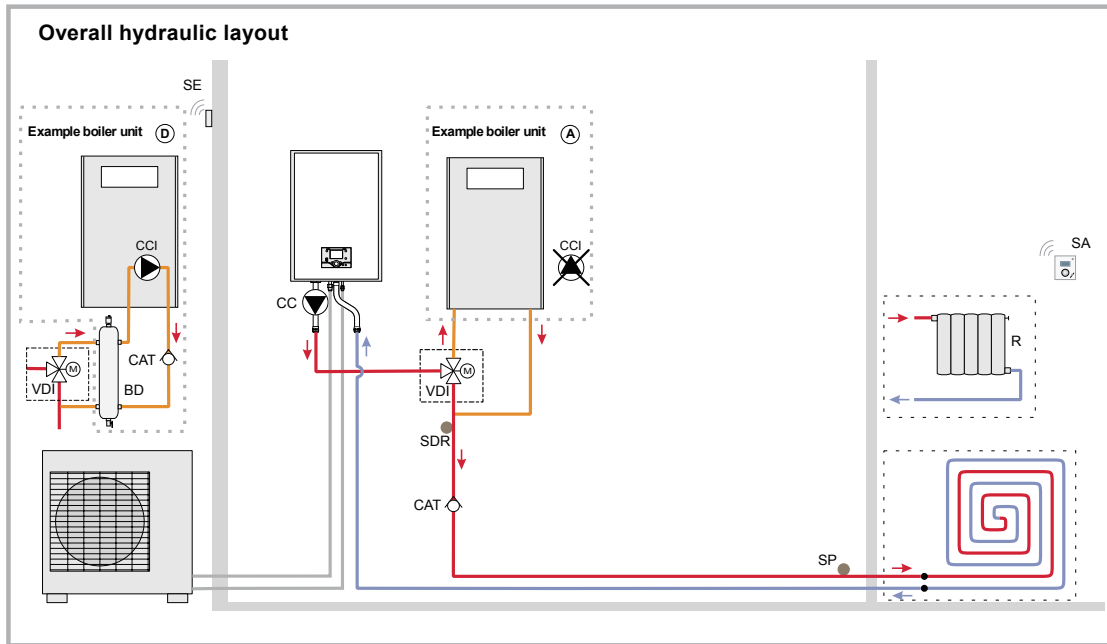 Overall hydraulic layout
SE
Example boiler unit D
Example boiler unit A
CCI
CCI
SA
CC
R
CAT
VDI
M
BD
VDI
M
SDR
CAT
SP